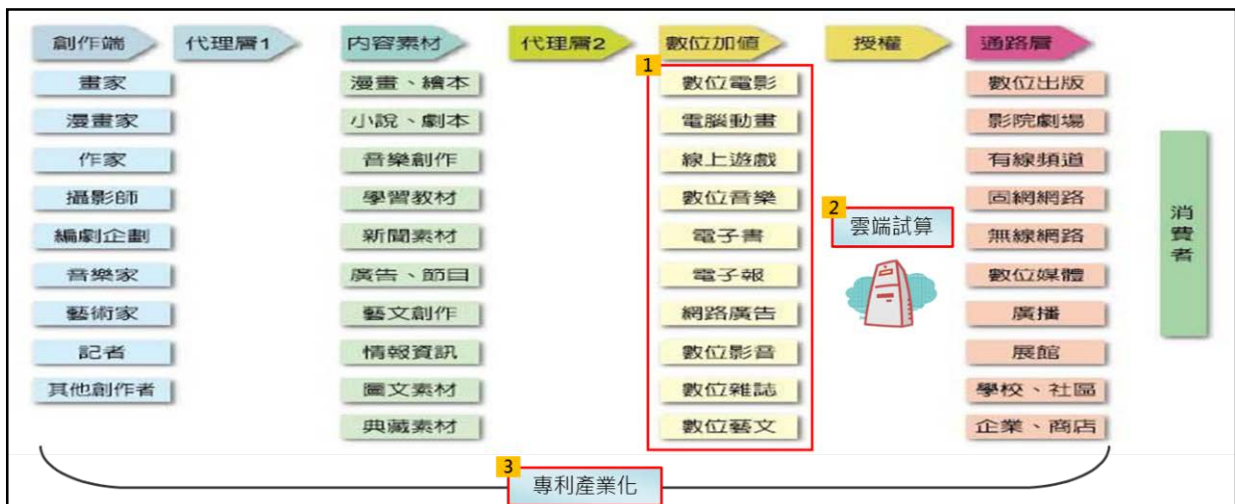 創作端 代理層1 內容素材 代理層2 數位加值 授權 通路層
1
畫家 漫畫、繪本 數位電影 數位出版
漫畫家 小說、劇本 電腦動畫 影院劇場
作家 音樂創作 線上遊戲 有線頻道
攝影師 學習教材 數位音樂 固網網路
2 雲端試算
編劇企劃 新聞素材 電子書 無線網路
音樂家 廣告、節目 電子報 數位媒體
藝術家 藝文創作 網路廣告 廣播
記者 情報資訊 數位影音 展館
其他創作者 圖文素材 數位雜誌 學校、社區
典藏素材 數位藝文 企業、商店
消費者
3 專利產業化